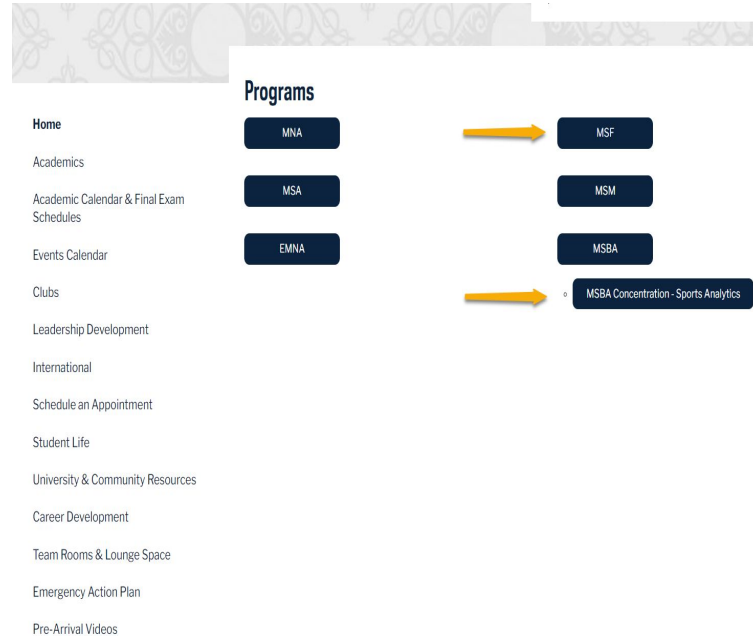 Programs
Home
Academics
Academic Calendar & Final Exam
Schedules
Events Calendar
Clubs
Leadership Development
International
Schedule an Appointment
Student Life
University & Community Resources
Career Development
Team Rooms & Lounge Space
Emergency Action Plan
Pre-Arrival Videos
MNA
MSF
MSA
MSM
EMNA
MSBA
MSBA Concentration - Sports Analytics